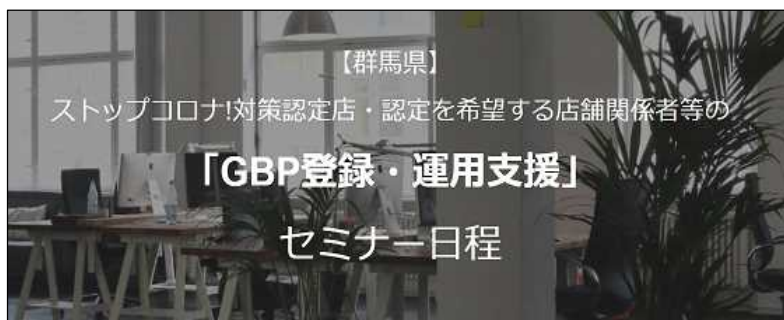 【群馬県】
ストップコロナ!対策認定店・認定を希望する店舗関係者等の
「GBP登録・運用支援」
セミナー日程